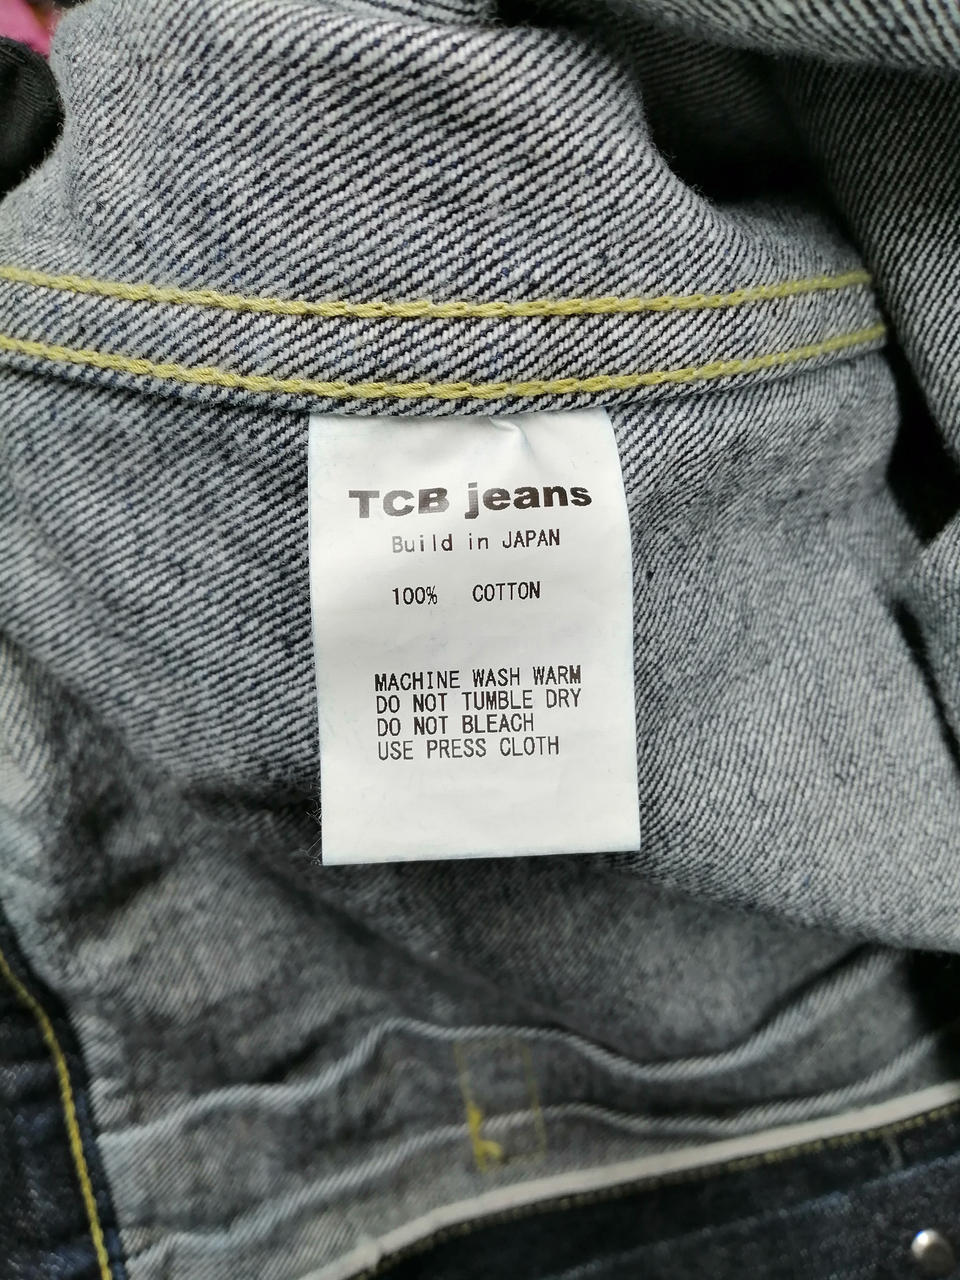 TCB jeans
Build in JAPAN
100% COTTON
MACHINE WASH WARM
DO NOT TUMBLE DRY
DO NOT BLEACH
USE PRESS CLOTH